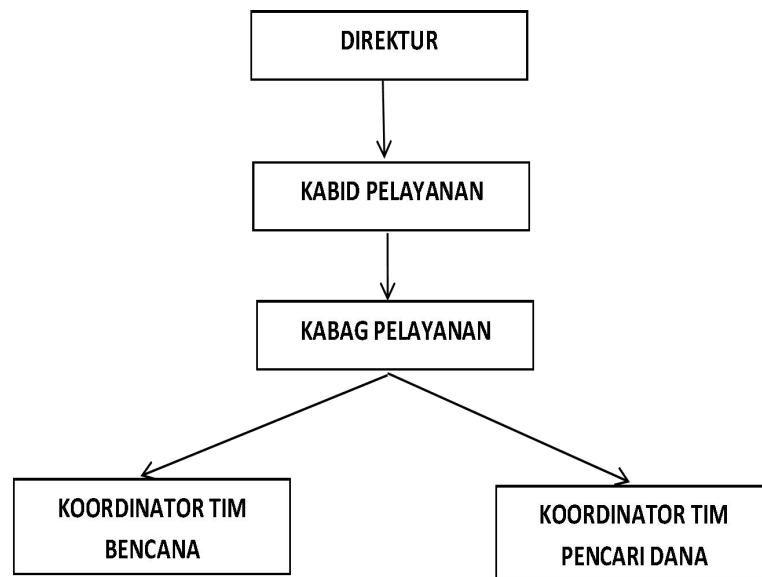 DIREKTUR
KABID PELAYANAN
KABAG PELAYANAN
KOORDINATOR TIM
BENCANA
KOORDINATOR TIM
PENCARI DANA